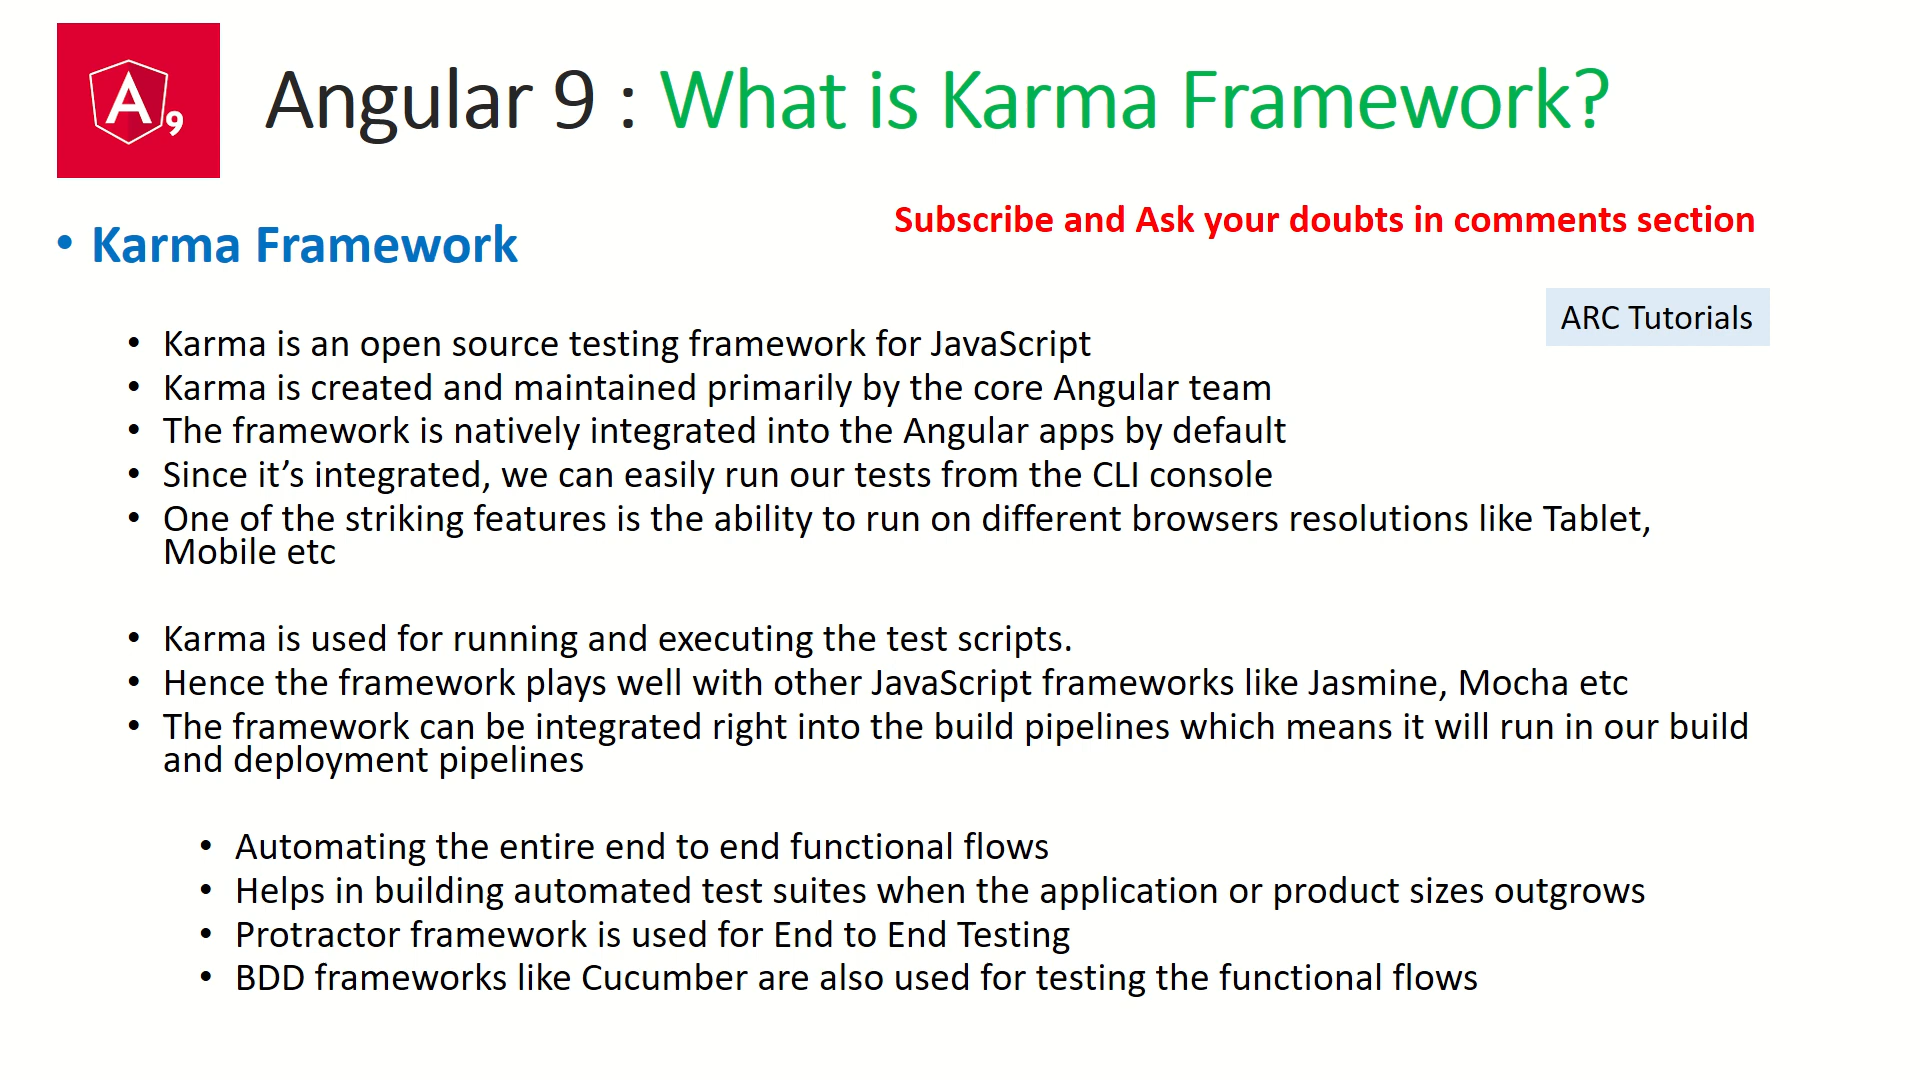 A9
Angular 9 : What is Karma Framework?
Subscribe and Ask your doubts in comments section
• Karma Framework
ARC Tutorials
• Karma is an open source testing framework for JavaScript
• Karma is created and maintained primarily by the core Angular team
• The framework is natively integrated into the Angular apps by default
• Since it’s integrated, we can easily run our tests from the CLI console
• One of the striking features is the ability to run on different browsers resolutions like Tablet,
Mobile etc
• Karma is used for running and executing the test scripts.
• Hence the framework plays well with other JavaScript frameworks like Jasmine, Mocha etc
• The framework can be integrated right into the build pipelines which means it will run in our build
and deployment pipelines
• Automating the entire end to end functional flows
• Helps in building automated test suites when the application or product sizes outgrows
• Protractor framework is used for End to End Testing
• BDD frameworks like Cucumber are also used for testing the functional flows